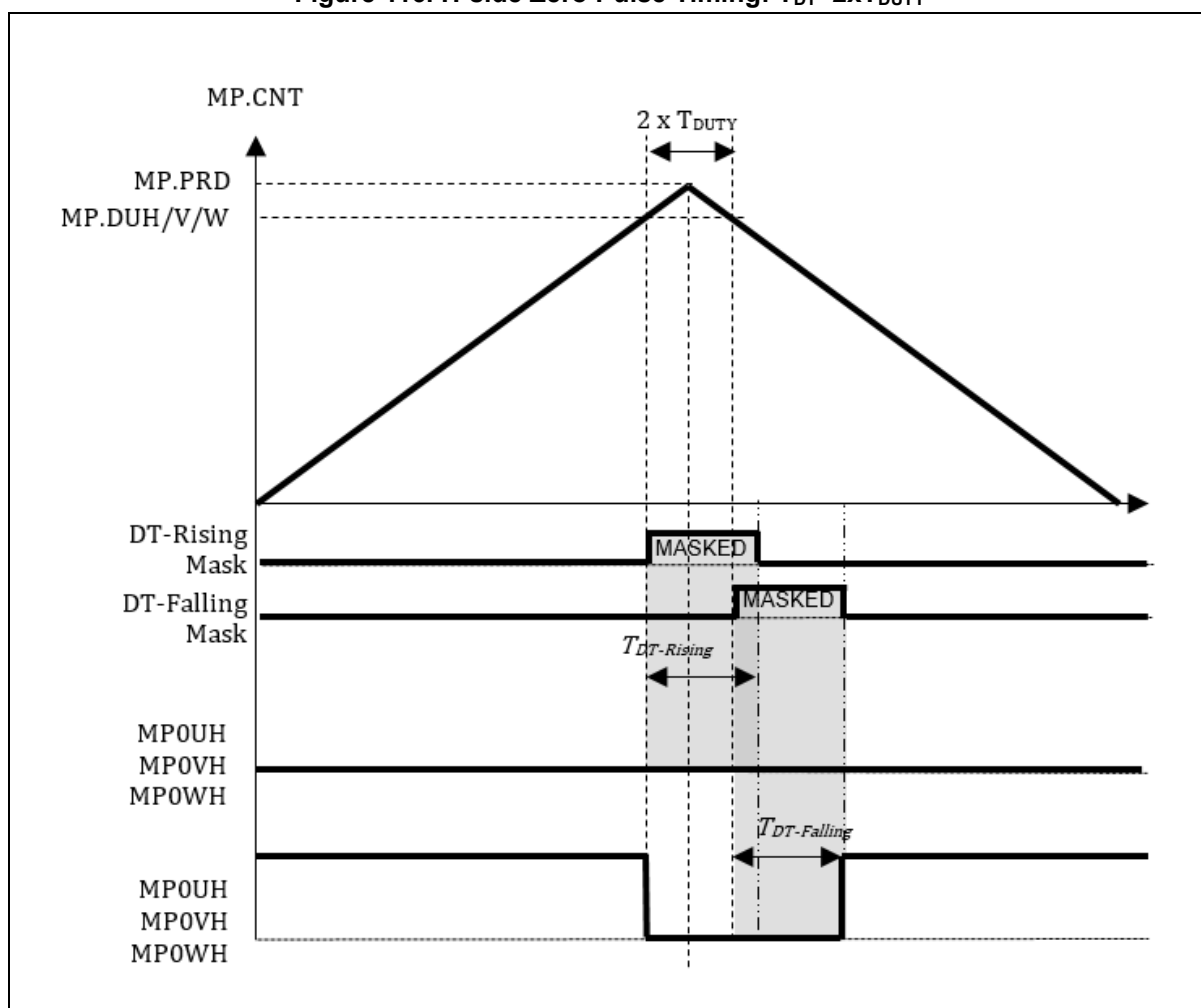 MP.CNT
2 x TDUTY
MP.PRD
MP.DUH/V/W
DT-Rising
Mask
MASKED
DT-Falling
Mask
MASKED
TDT-Rising
MP0UH
MP0VH
MP0WH
TDT-Falling
MP0UH
MP0VH
MP0WH